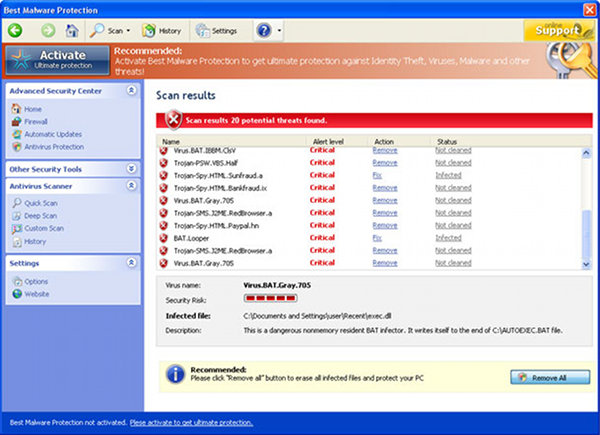 Best Malware Protection
Scan
History
Settings
online
Support
Activate
Ultimate protection
Recommended:
Activate Best Malware Protection to get ultimate protection against Identity Theft, Viruses, Malware and other
threats!
Advanced Security Center
Home
Firewall
Automatic Updates
Antivirus Protection
Other Security Tools
Antivirus Scanner
Quick Scan
Deep Scan
Custom Scan
History
Settings
Options
Website
Scan results
Scan results 20 potential threats found.
Name Alert level Action Status
Virus.BAT.IBBM.ClsV Critical Remove Not cleaned
Trojan-PSW.VBS.Half Critical Remove Not cleaned
Trojan-Spy.HTML.Sunfraud.a Critical Fix Infected
Trojan-Spy.HTML.Bankfraud.ix Critical Remove Not cleaned
Virus.BAT.Gray.705 Critical Remove Not cleaned
Trojan-SMS.J2ME.RedBrowser.a Critical Remove Not cleaned
Trojan-Spy.HTML.Paypal.hn Critical Remove Not cleaned
BAT.Looper Critical Fix Infected
Trojan-SMS.J2ME.RedBrowser.a Critical Remove Not cleaned
Virus.BAT.Gray.705 Critical Remove Not cleaned
Virus name: Virus.BAT.Gray.705
Security Risk:
Infected file: C:\Documents and Settings\user\Recent\exec.dll
Description: This is a dangerous nonmemory resident BAT infector. It writes itself to the end of C:\AUTOEXEC.BAT file.
Recommended:
Please click "Remove all" button to erase all infected files and protect your PC
Remove All
Best Malware Protection not activated. Plese activate to get ultimate protection.